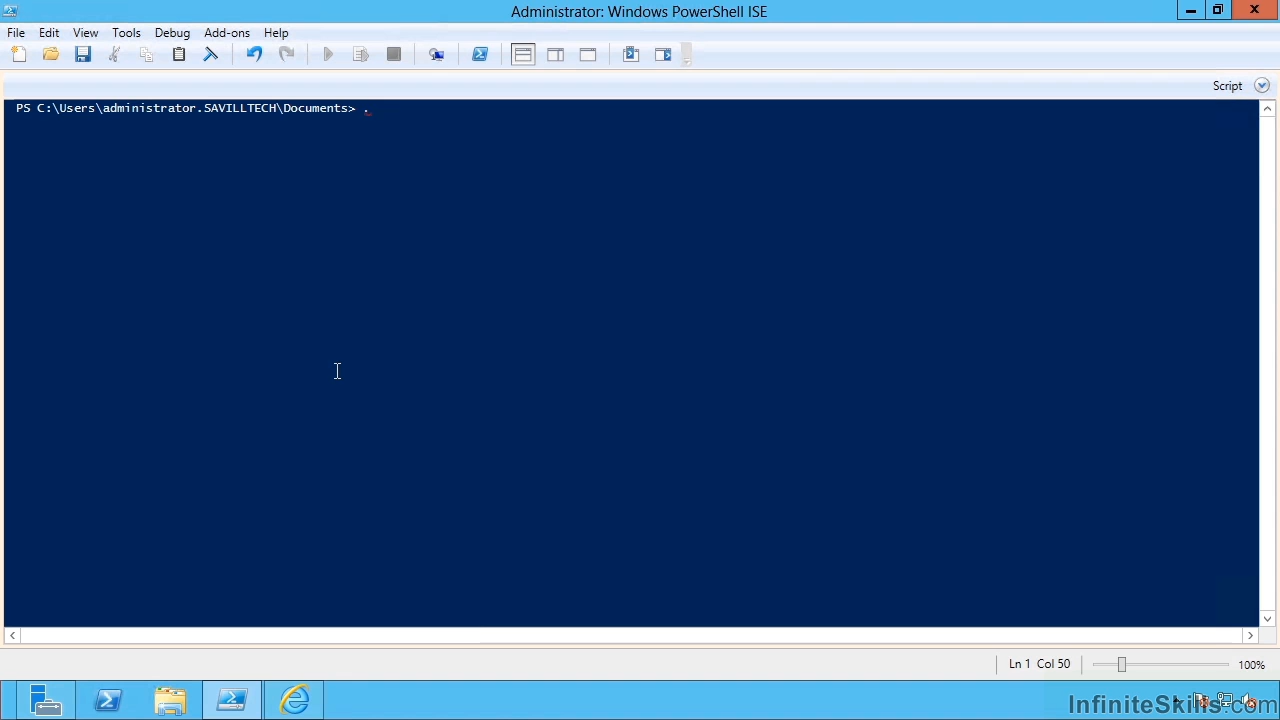 Administrator: Windows PowerShell ISE
File Edit View Tools Debug Add-ons Help
Script
PS C:\Users\administrator.SAVILLTECH\Documents> .
Ln 1 Col 50
100%
InfiniteSkills.com